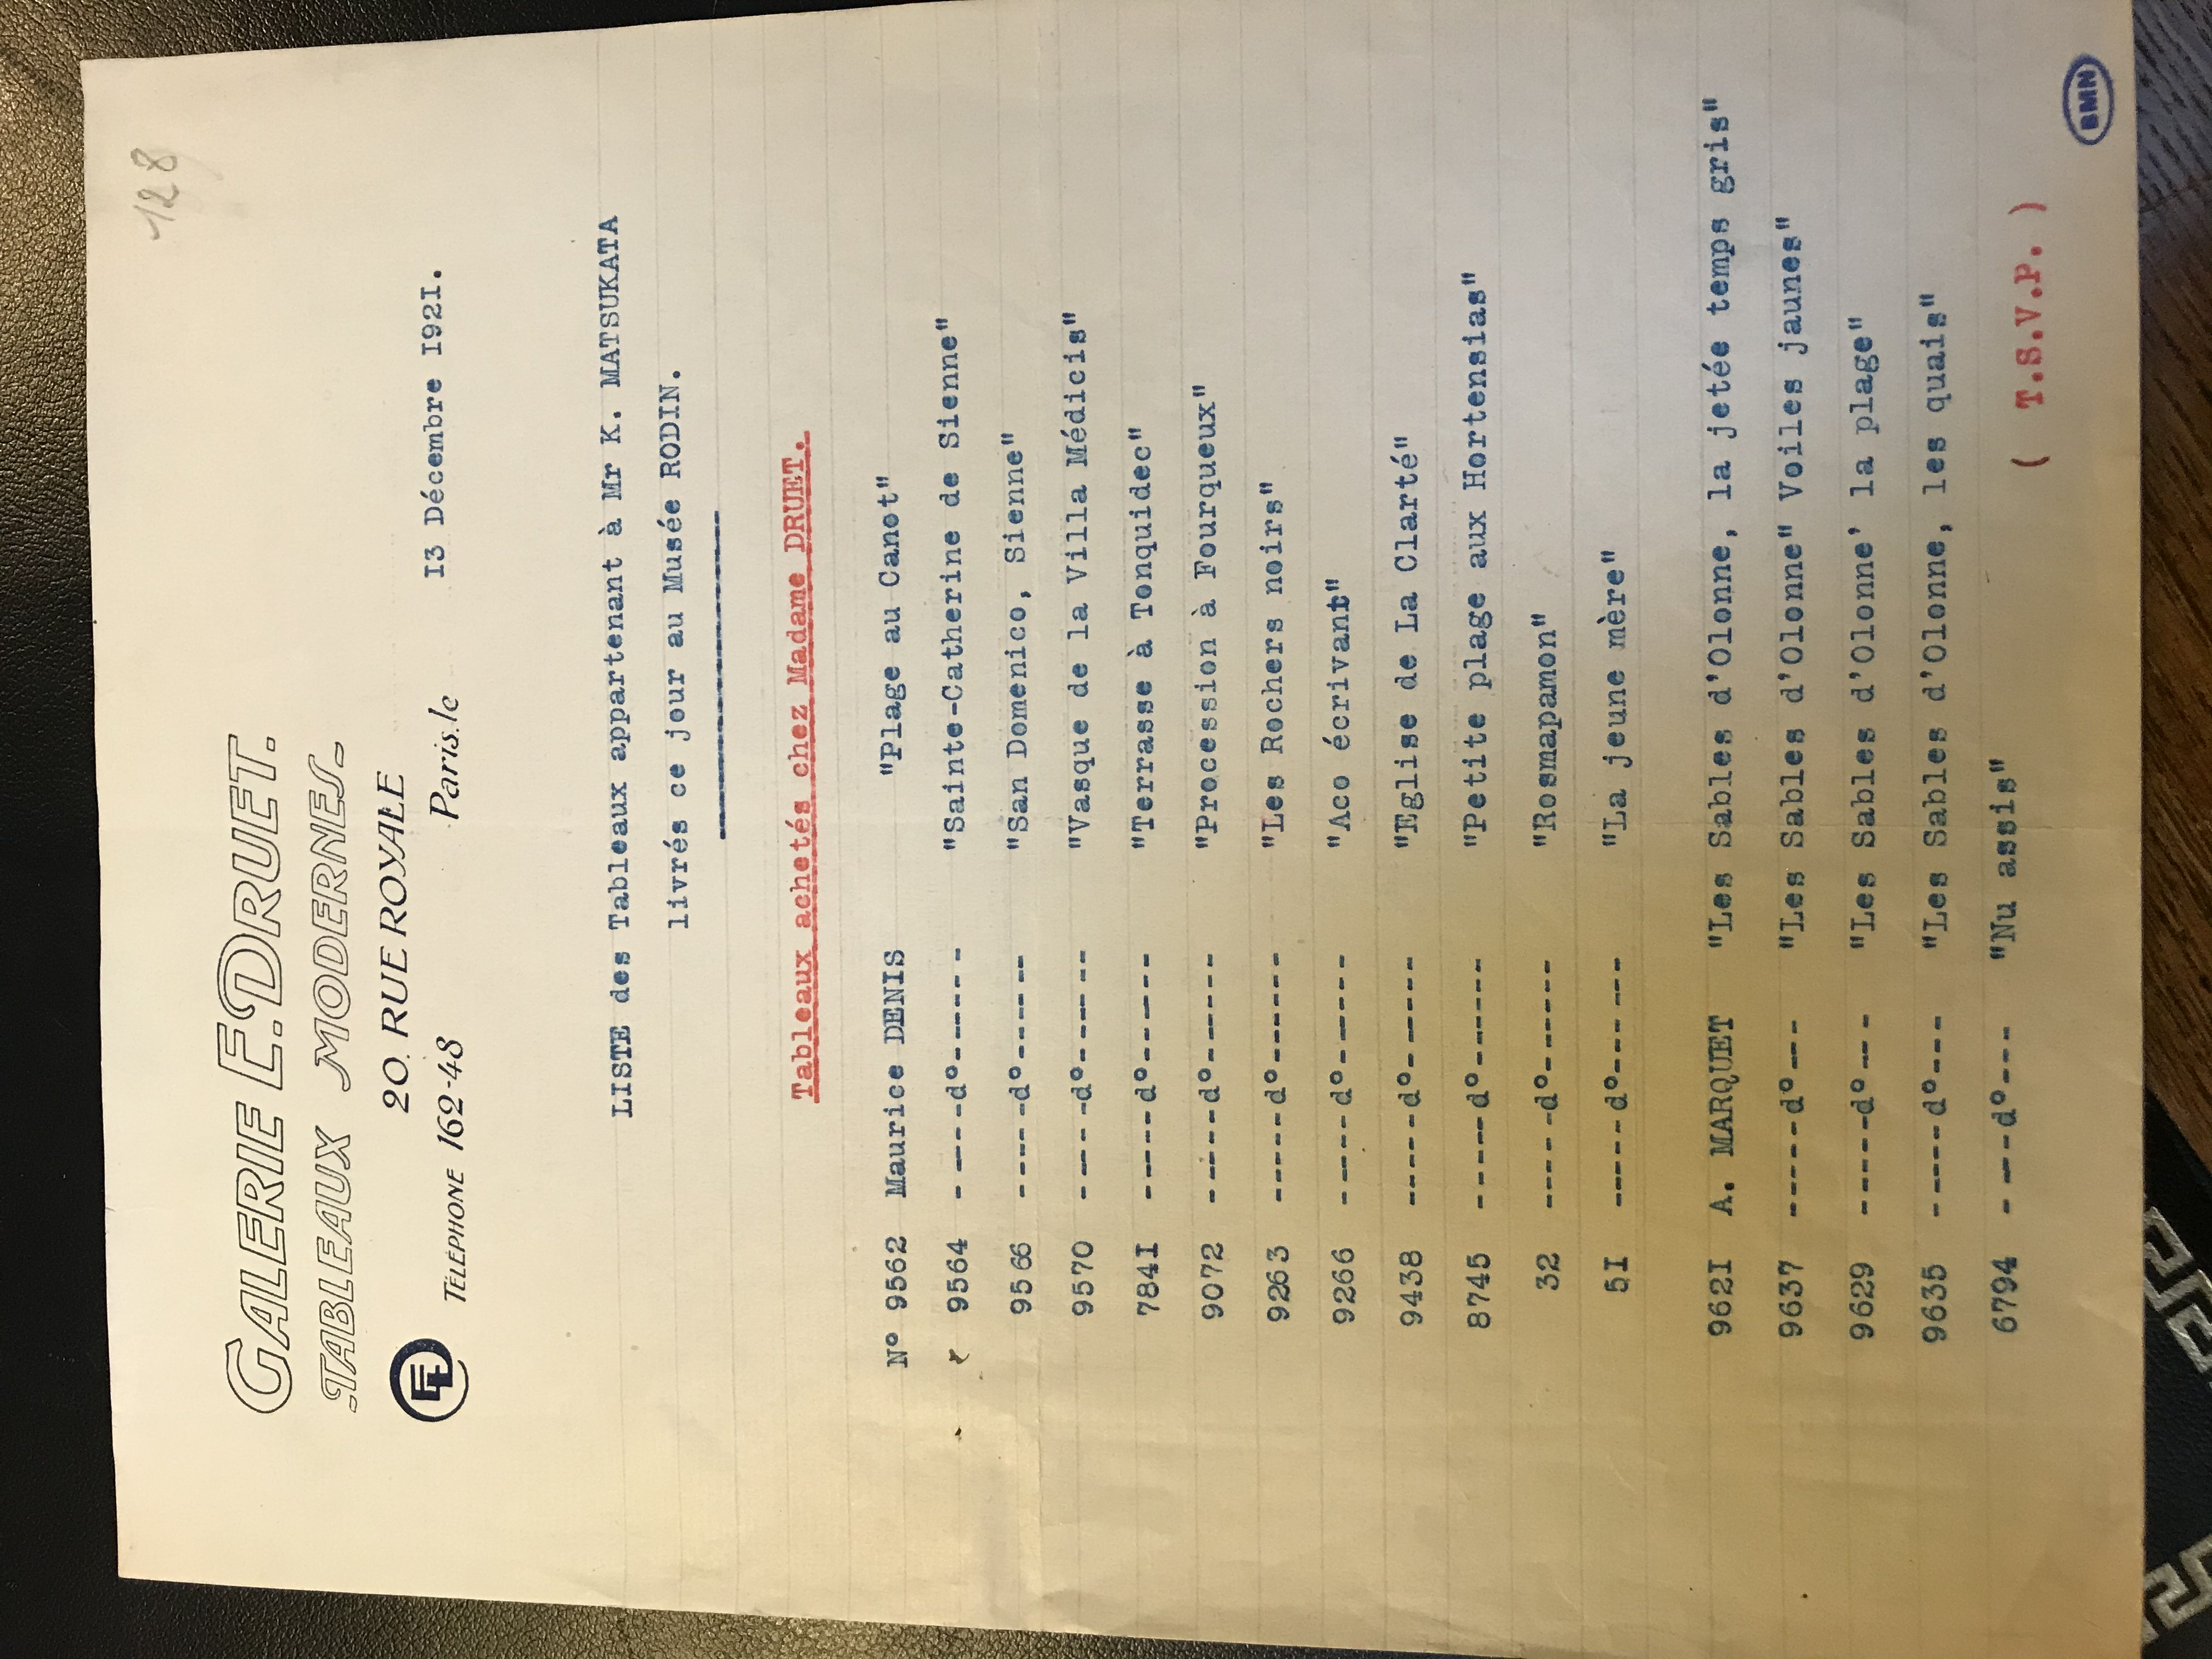 128
GALERIE E. DRUET.
TABLEAUX MODERNES
20. RUE ROYALE
TÉLÉPHONE 162-48 Paris. le 13 Décembre 1921.
LISTE des Tableaux appartenant à Mr K. MATSUKATA
livrés ce jour au Musée RODIN.
Tableaux achetés chez Madame DRUET.
N° 9562 Maurice DENIS "Plage au Canot"
9564 -----d°------ "Sainte-Catherine de Sienne"
9566 -----d°------ "San Domenico, Sienne"
9570 -----d°------ "Vasque de la Villa Médicis"
784I -----d°------ "Terrasse à Tonquidec"
9072 -----d°------ "Procession à Fourqueux"
9263 -----d°------ "Les Rochers noirs"
9266 -----d°------ "Aco écrivant"
9438 -----d°------ "Eglise de La Clarté"
8745 -----d°------ "Petite plage aux Hortensias"
32 -----d°------ "Rosmapamon"
5I -----d°------ "La jeune mère"
962I A. MARQUET "Les Sables d'Olonne, la jetée temps gris"
9637 -----d°--- "Les Sables d'Olonne" Voiles jaunes"
9629 -----d°--- "Les Sables d'Olonne' la plage"
9635 -----d°--- "Les Sables d'Olonne, les quais"
6794 ----d°--- "Nu assis"
( T.S.V.P. )
BMN